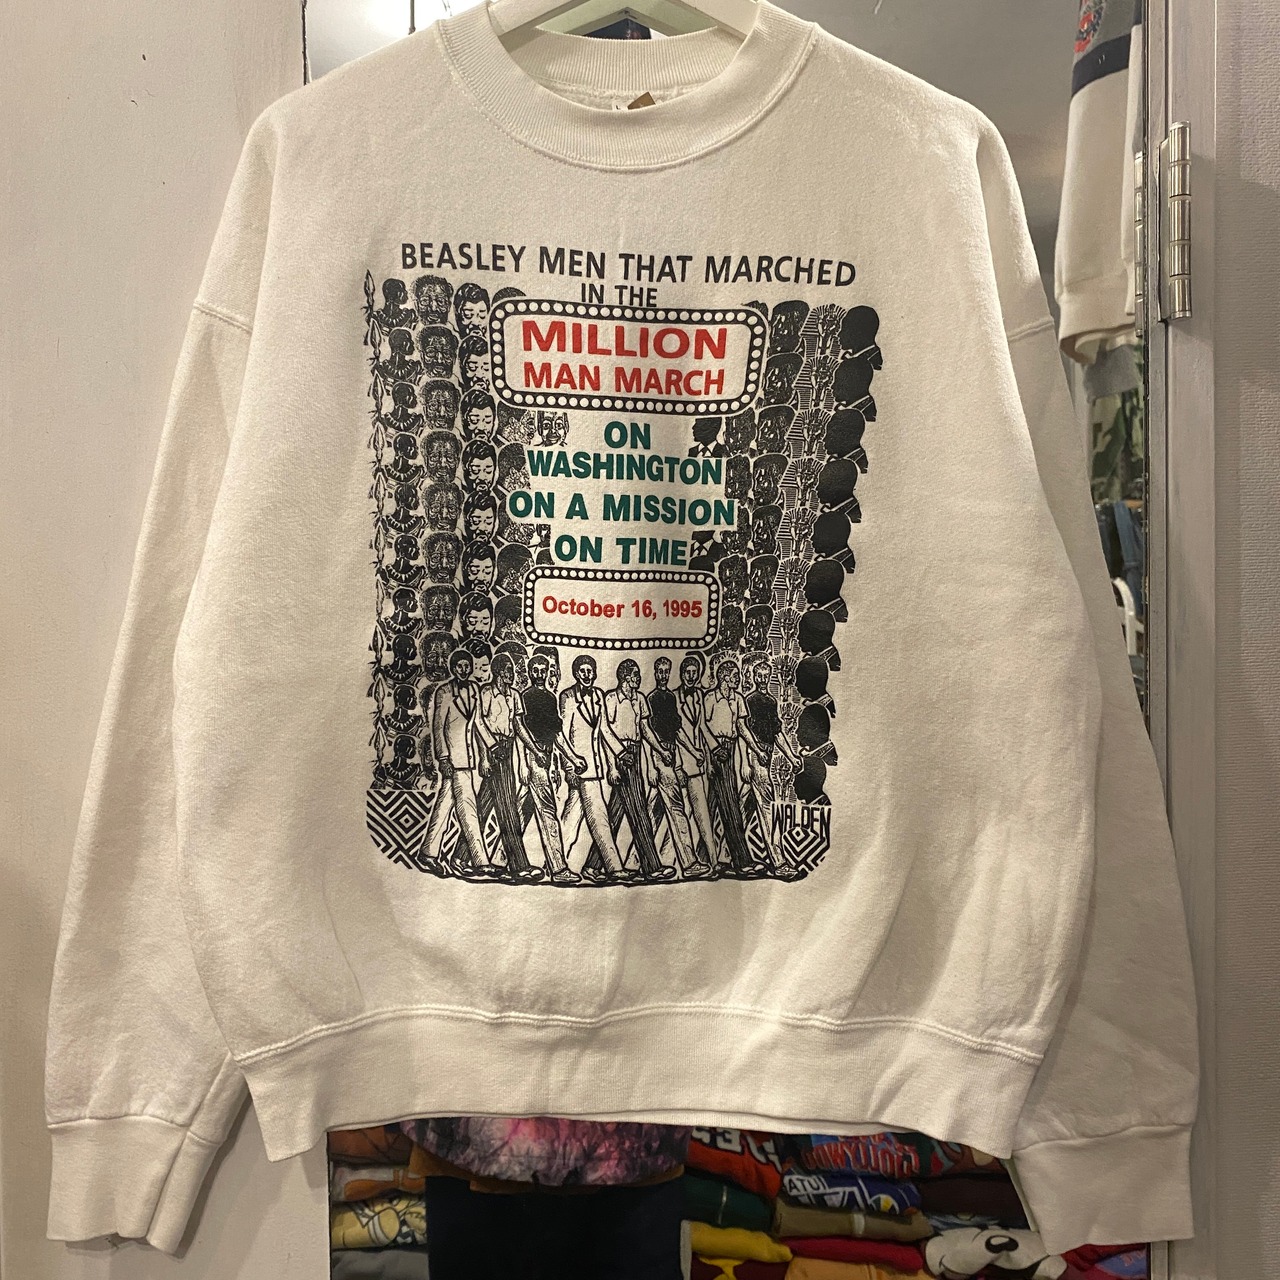 BEASLEY MEN THAT MARCHED
IN THE
MILLION
MAN MARCH
ON
WASHINGTON
ON A MISSION
ON TIME
October 16, 1995
WALDEN